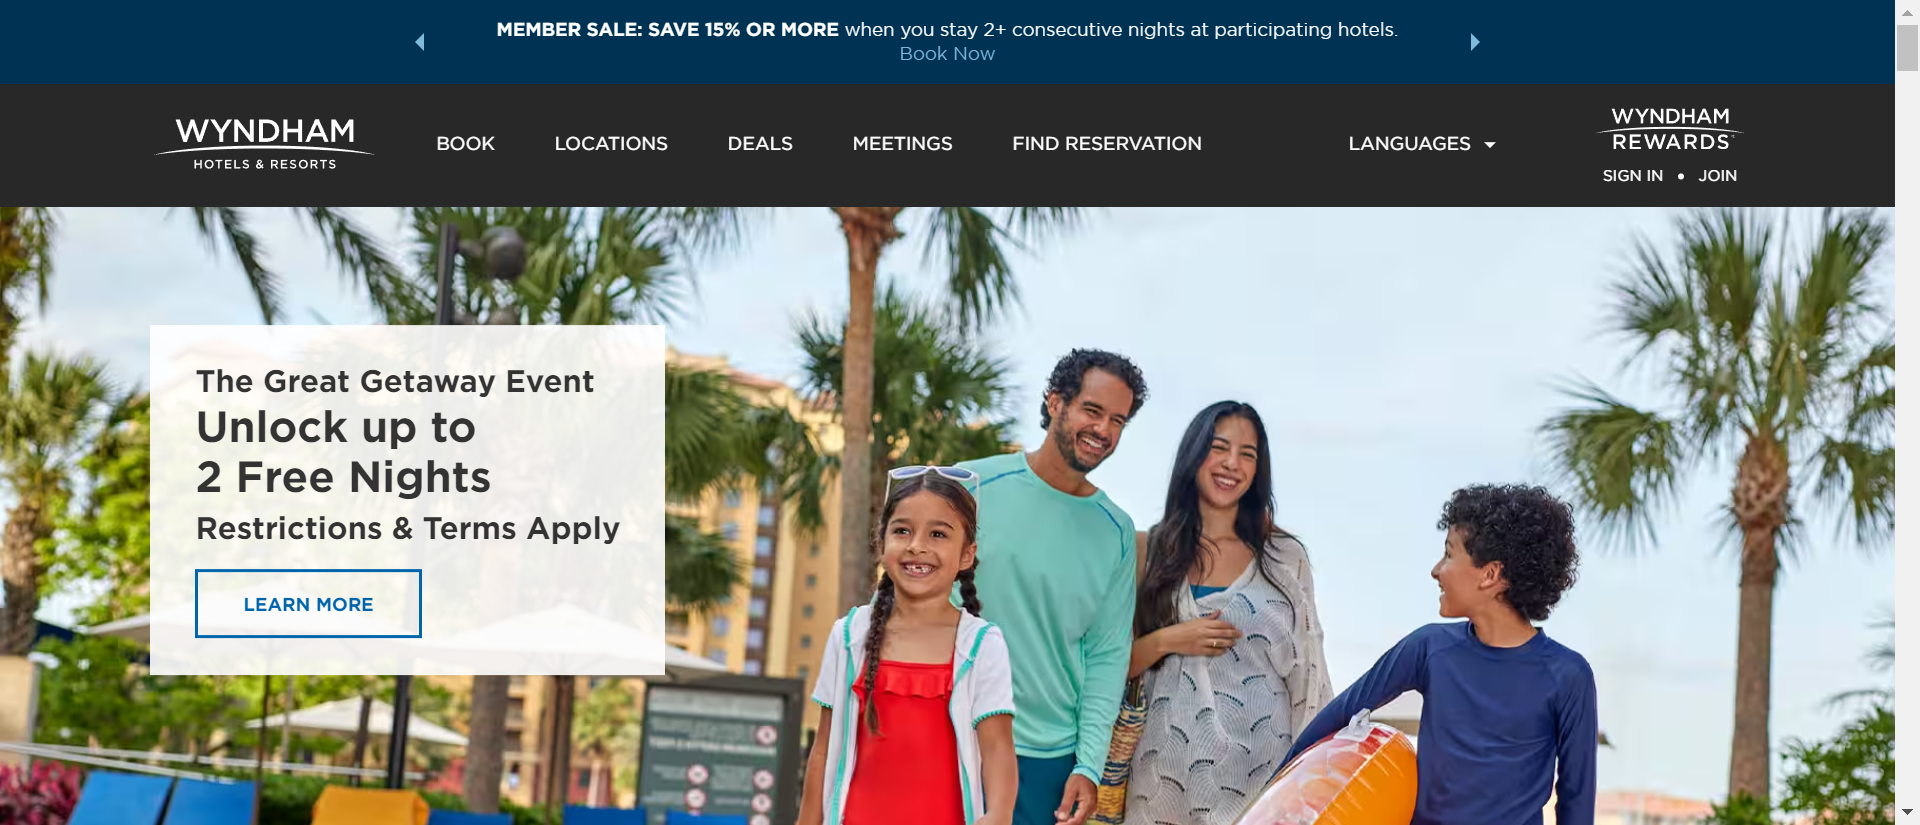 MEMBER SALE: SAVE 15% OR MORE when you stay 2+ consecutive nights at participating hotels.
Book Now
WYNDHAM
HOTELS & RESORTS
BOOK
LOCATIONS
DEALS
MEETINGS
FIND RESERVATION
LANGUAGES
WYNDHAM
REWARDS
SIGN IN • JOIN
The Great Getaway Event
Unlock up to
2 Free Nights
Restrictions & Terms Apply
LEARN MORE